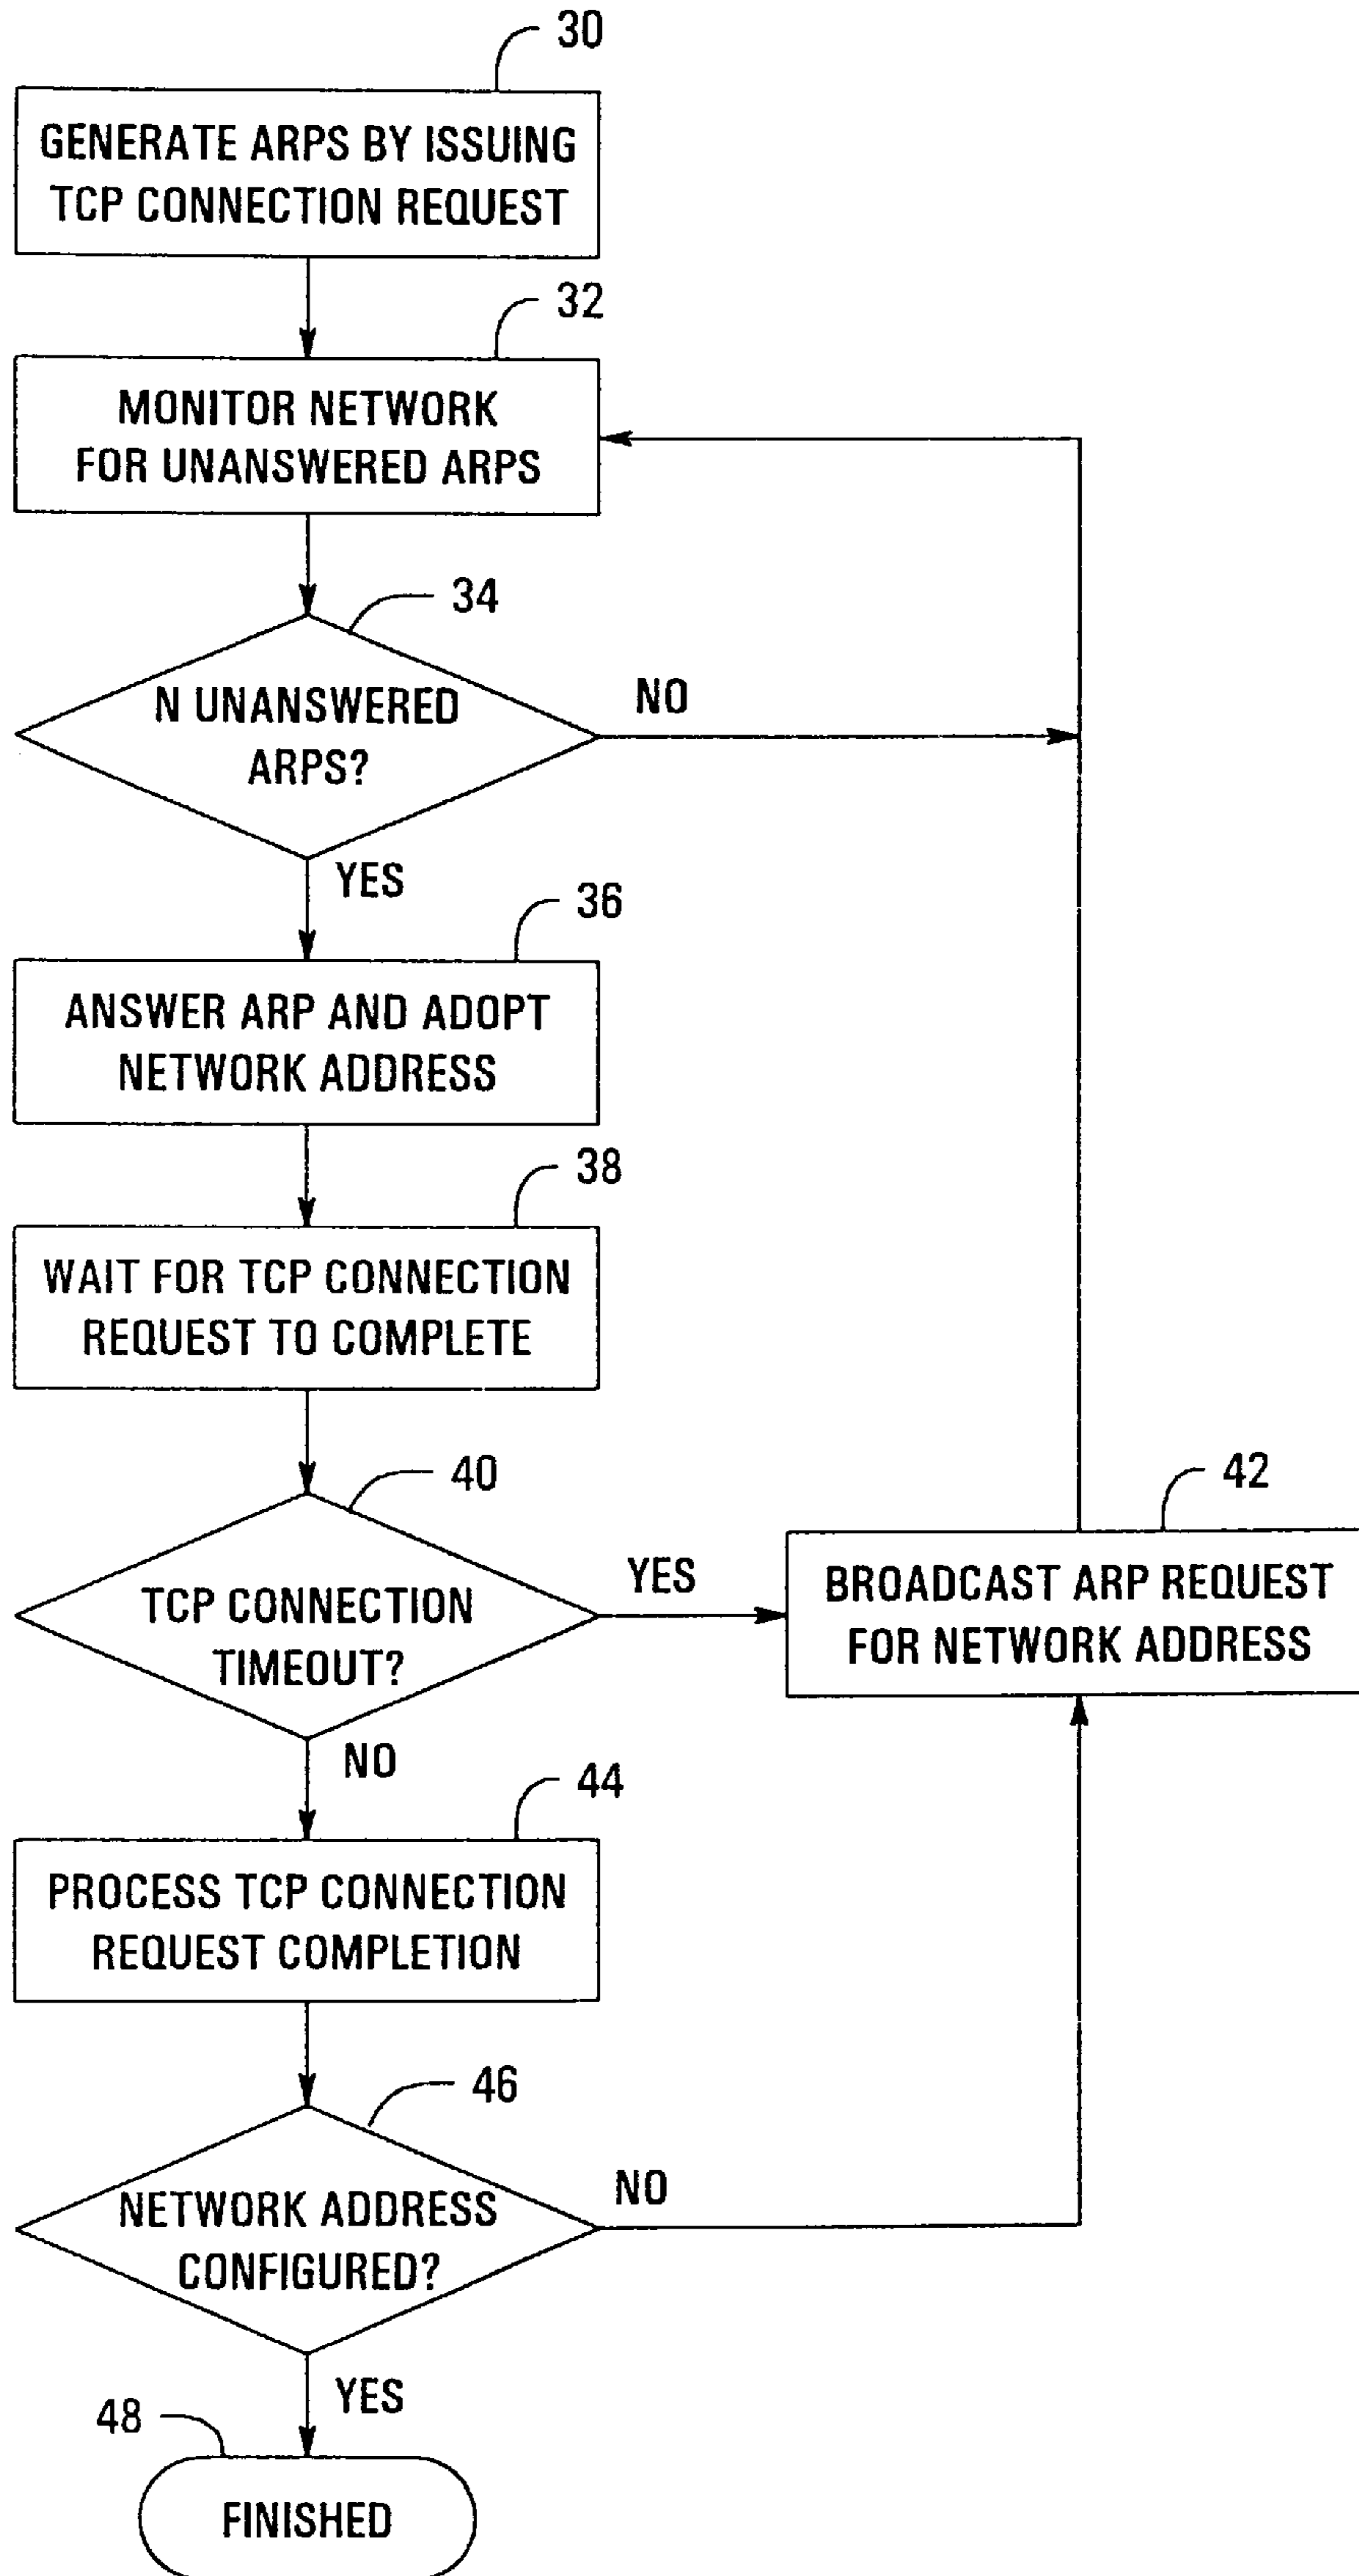 30
GENERATE ARPS BY ISSUING
TCP CONNECTION REQUEST
32
MONITOR NETWORK
FOR UNANSWERED ARPS
34
N UNANSWERED
ARPS?
NO
YES
36
ANSWER ARP AND ADOPT
NETWORK ADDRESS
38
WAIT FOR TCP CONNECTION
REQUEST TO COMPLETE
40
TCP CONNECTION
TIMEOUT?
YES
42
BROADCAST ARP REQUEST
FOR NETWORK ADDRESS
NO
44
PROCESS TCP CONNECTION
REQUEST COMPLETION
46
NETWORK ADDRESS
CONFIGURED?
NO
YES
48
FINISHED